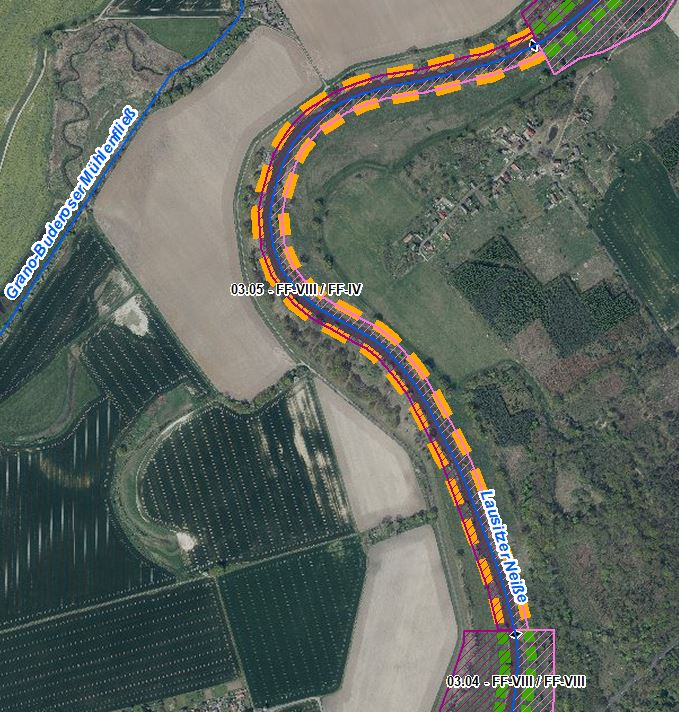 Grano-Buderoser Mühlenfließ
03.05 - FF-VIII / FF-IV
Lausitzer Neiße
03.04 - FF-VIII / FF-VIII